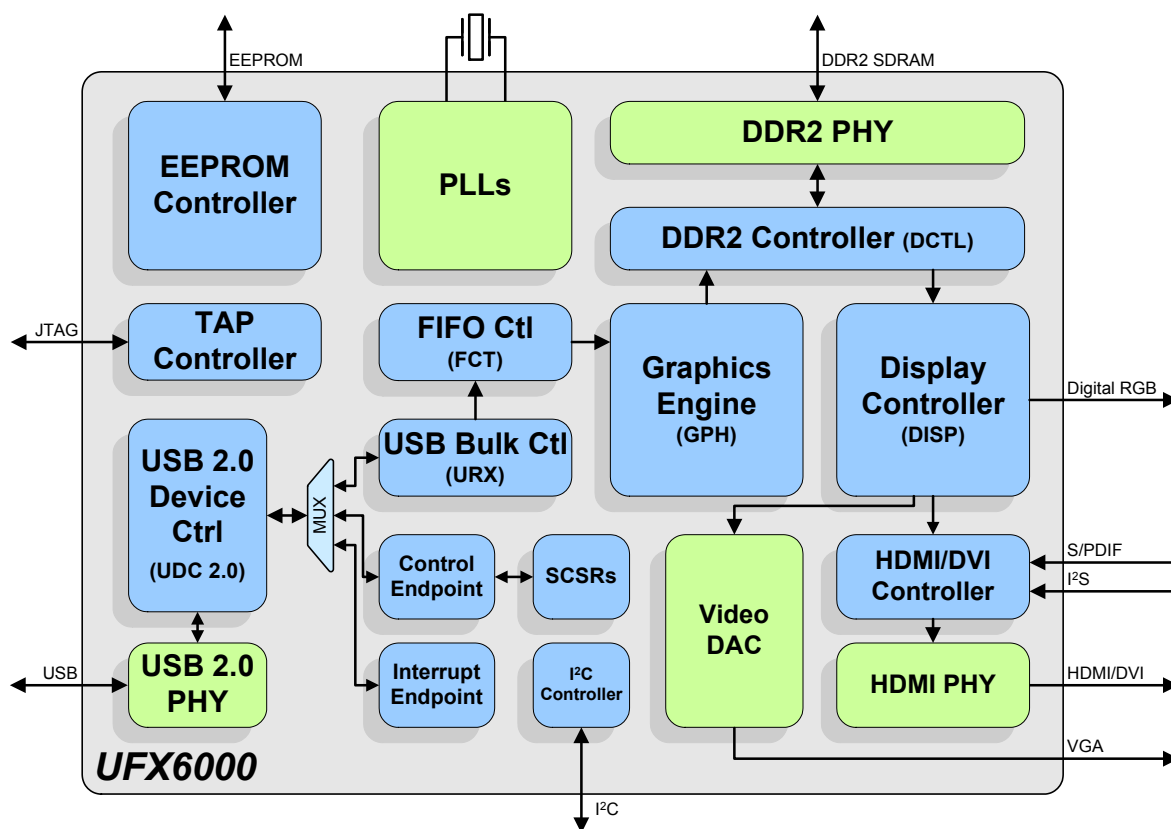 EEPROM
DDR2 SDRAM
EEPROM
Controller
PLLs
DDR2 PHY
DDR2 Controller (DCTL)
JTAG
TAP
Controller
FIFO Ctl
(FCT)
Graphics
Engine
(GPH)
Display
Controller
(DISP)
Digital RGB
USB 2.0
Device
Ctrl
(UDC 2.0)
MUX
USB Bulk Ctl
(URX)
Control
Endpoint
SCSRs
Video
DAC
HDMI/DVI
Controller
S/PDIF
I²S
USB
USB 2.0
PHY
Interrupt
Endpoint
I²C
Controller
HDMI PHY
HDMI/DVI
VGA
UFX6000
I²C